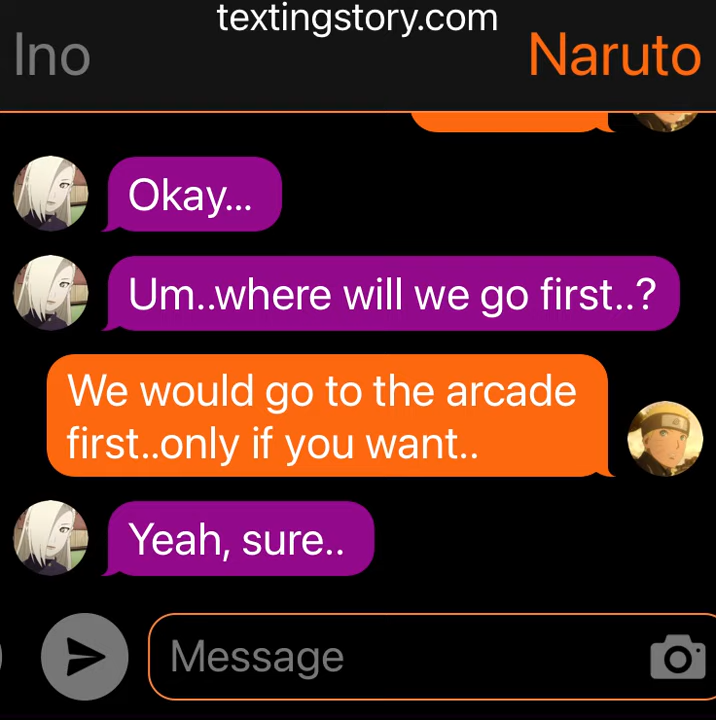 textingstory.com
Ino
Naruto
Okay...
Um..where will we go first..?
We would go to the arcade
first..only if you want..
Yeah, sure..
Message